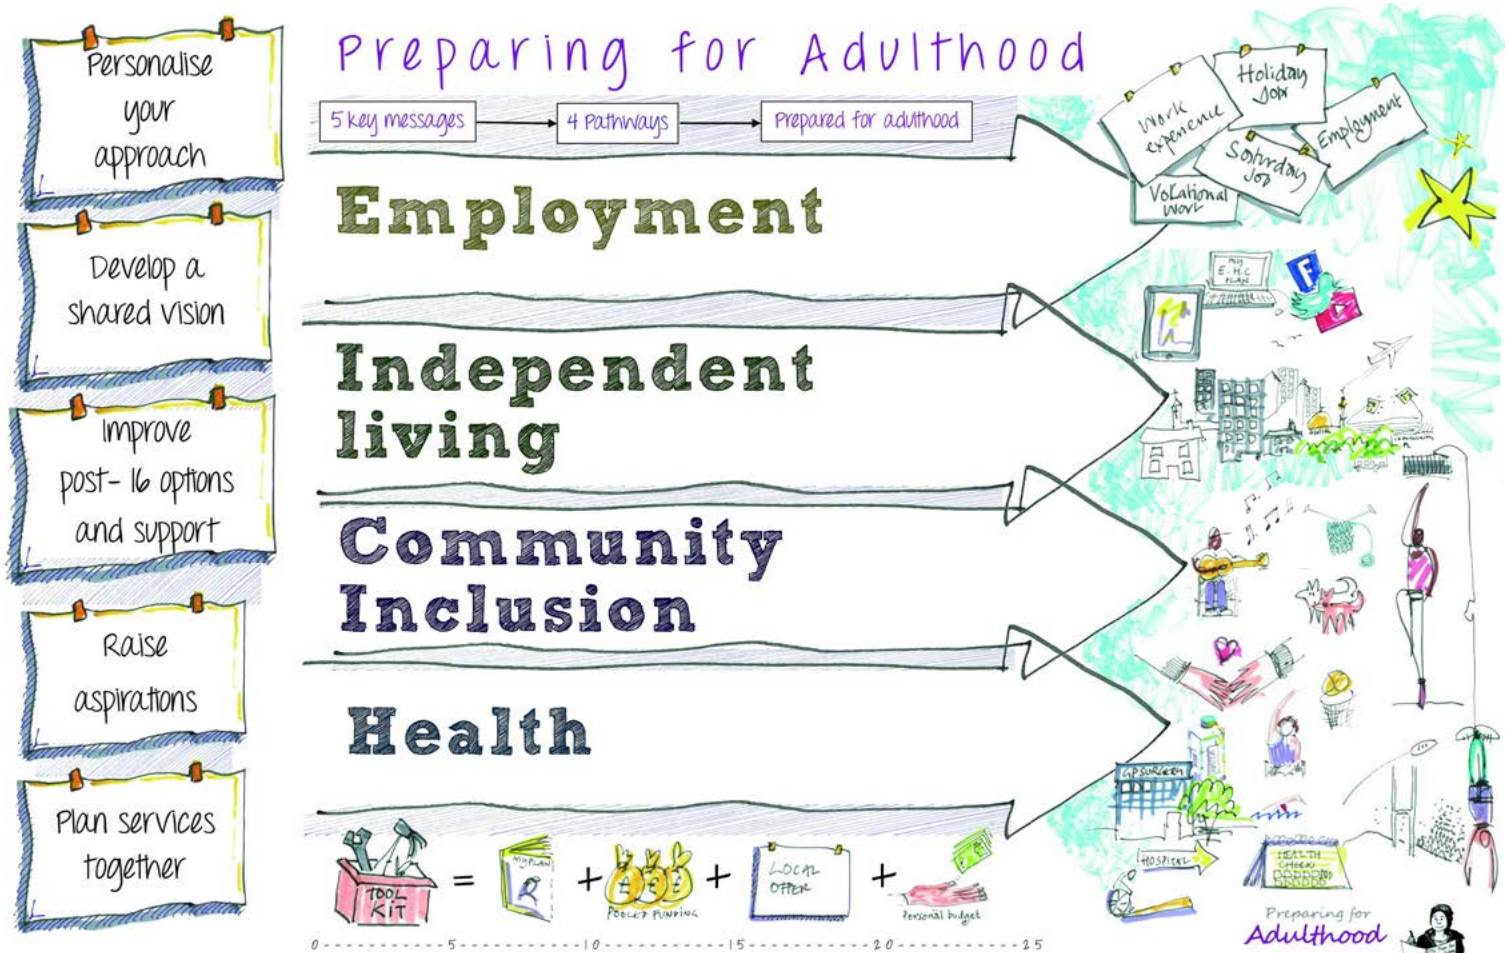 Preparing for Adulthood
5 key messages
4 Pathways
Prepared for adulthood
Personalise
your
approach
Develop a
shared vision
Improve
post-16 options
and support
Raise
aspirations
Plan services
together
Employment
Independent
living
Community
Inclusion
Health
Work
experience
Holiday
Job
Employment
Saturday
Job
Vocational
Work
My
E.H.C
PLAN
GP SURGERY
HOSPITAL
HEALTH
CHECK
TOOL
KIT
=
MY PLAN
+
£ £ £
POOLED FUNDING
+
LOCAL
OFFER
+
Personal budget
0 5 10 15 20 25
Preparing for
Adulthood